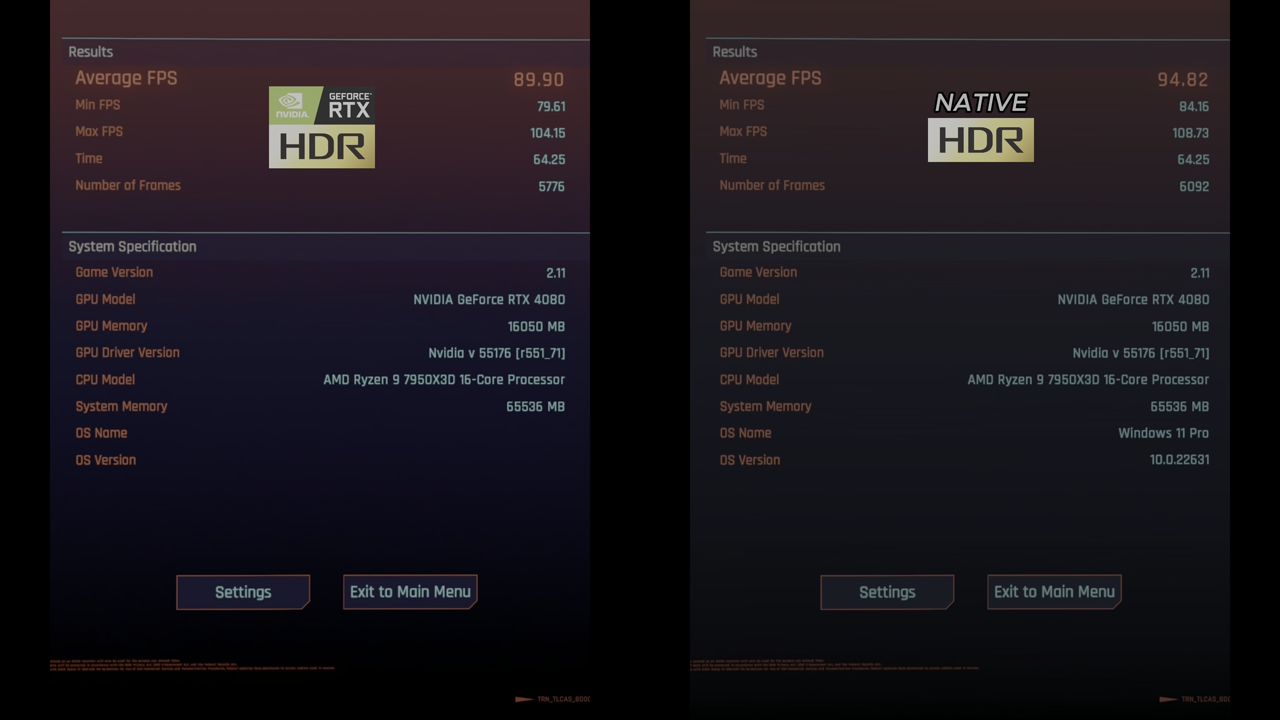 Results
Average FPS 89.90
Min FPS 79.61
Max FPS 104.15
Time 64.25
Number of Frames 5776
NVIDIA
GEFORCE
RTX
HDR
System Specification
Game Version 2.11
GPU Model NVIDIA GeForce RTX 4080
GPU Memory 16050 MB
GPU Driver Version Nvidia v 55176 [r551_71]
CPU Model AMD Ryzen 9 7950X3D 16-Core Processor
System Memory 65536 MB
OS Name
OS Version
Settings
Exit to Main Menu
Results
Average FPS 94.82
Min FPS 84.16
Max FPS 108.73
Time 64.25
Number of Frames 6092
NATIVE
HDR
System Specification
Game Version 2.11
GPU Model NVIDIA GeForce RTX 4080
GPU Memory 16050 MB
GPU Driver Version Nvidia v 55176 [r551_71]
CPU Model AMD Ryzen 9 7950X3D 16-Core Processor
System Memory 65536 MB
OS Name Windows 11 Pro
OS Version 10.0.22631
Settings
Exit to Main Menu